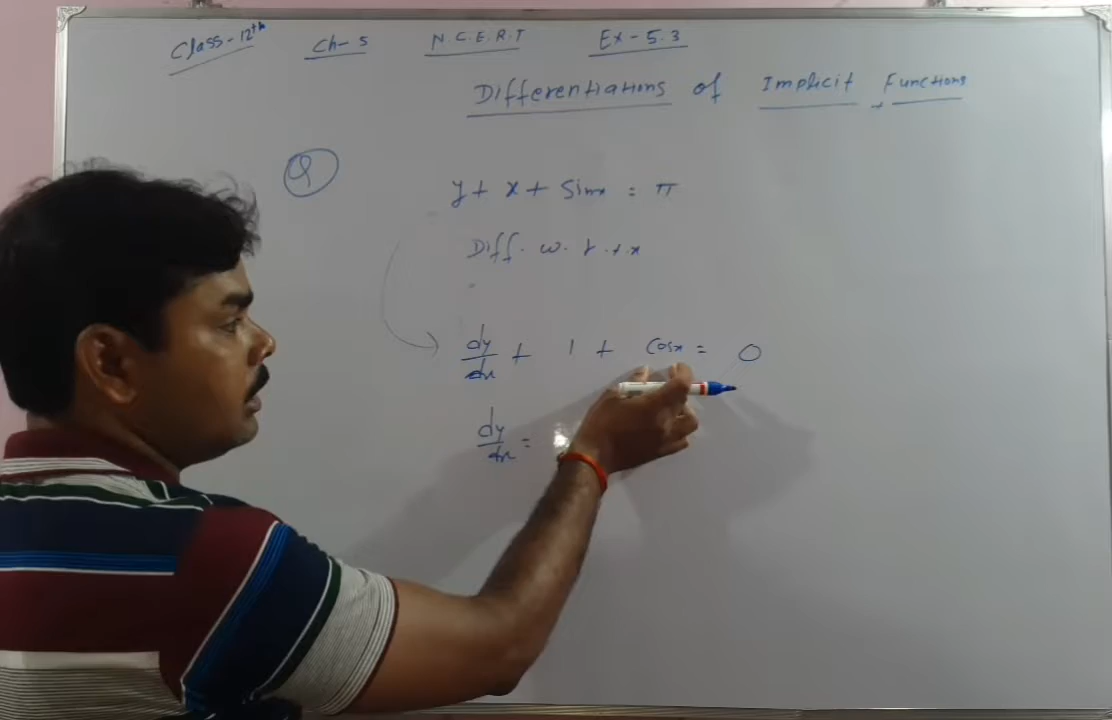 Class-12th Ch-5 N.C.E.R.T Ex-5.3
Differentiations of Implicit Functions
Q
y + x + Sinx = π
Diff. w.r.t.x
dy/dx + 1 + Cosx = 0
dy/dx =